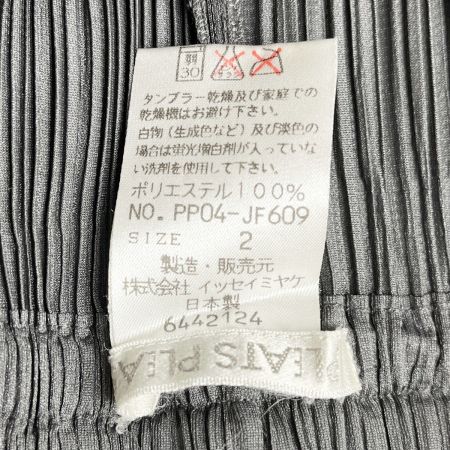 弱
30
タンブラー乾燥及び家庭での
乾燥機はお避け下さい。
白物(生成色など)及び淡色の
場合は蛍光増白剤が入っていな
い洗剤を使用して下さい。
ポリエステル100%
NO. PP04-JF609
SIZE 2
製造・販売元
株式会社 イッセイミヤケ
日本製
6442124
PLEATS PLEA